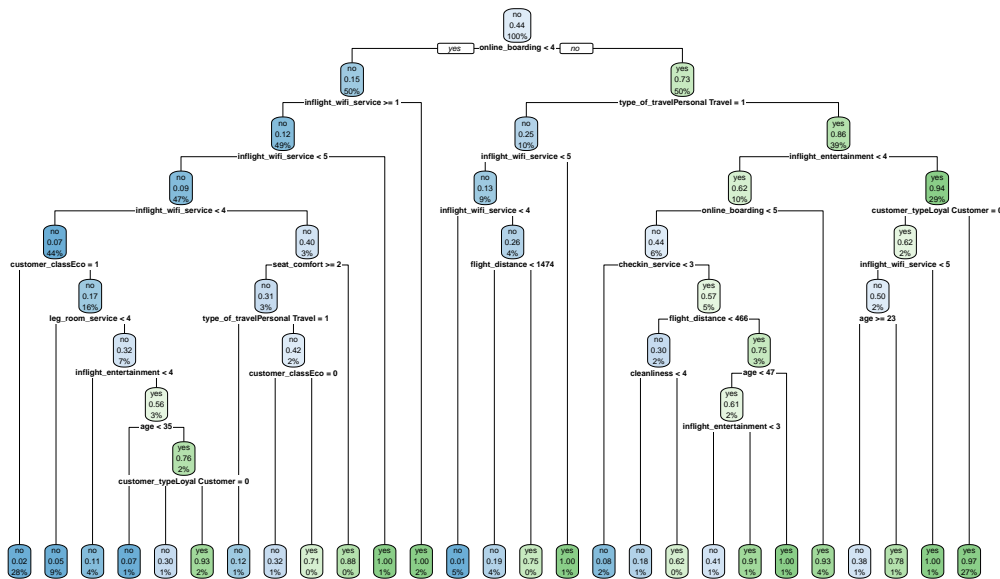 no
0.44
100%
yes online_boarding < 4 no
no
0.15
50%
yes
0.73
50%
inflight_wifi_service >= 1
type_of_travelPersonal Travel = 1
no
0.12
49%
no
0.25
10%
yes
0.86
39%
inflight_wifi_service < 5
inflight_wifi_service < 5
inflight_entertainment < 4
no
0.09
47%
no
0.13
9%
yes
0.62
10%
yes
0.94
29%
inflight_wifi_service < 4
inflight_wifi_service < 4
online_boarding < 5
customer_typeLoyal Customer = 0
no
0.07
44%
no
0.40
3%
no
0.26
4%
no
0.44
6%
yes
0.62
2%
customer_classEco = 1
seat_comfort >= 2
flight_distance < 1474
checkin_service < 3
inflight_wifi_service < 5
no
0.17
16%
no
0.31
3%
yes
0.57
5%
no
0.50
2%
leg_room_service < 4
type_of_travelPersonal Travel = 1
flight_distance < 466
age >= 23
no
0.32
7%
no
0.42
2%
no
0.30
2%
yes
0.75
3%
inflight_entertainment < 4
customer_classEco = 0
cleanliness < 4
age < 47
yes
0.56
3%
yes
0.61
2%
age < 35
inflight_entertainment < 3
yes
0.76
2%
customer_typeLoyal Customer = 0
no
0.02
28%
no
0.05
9%
no
0.11
4%
no
0.07
1%
no
0.30
1%
yes
0.93
2%
no
0.12
1%
no
0.32
1%
yes
0.71
0%
yes
0.88
0%
yes
1.00
1%
yes
1.00
2%
no
0.01
5%
no
0.19
4%
yes
0.75
0%
yes
1.00
1%
no
0.08
2%
no
0.18
1%
yes
0.62
0%
no
0.41
1%
yes
0.91
1%
yes
1.00
1%
yes
0.93
4%
no
0.38
1%
yes
0.78
1%
yes
1.00
1%
yes
0.97
27%